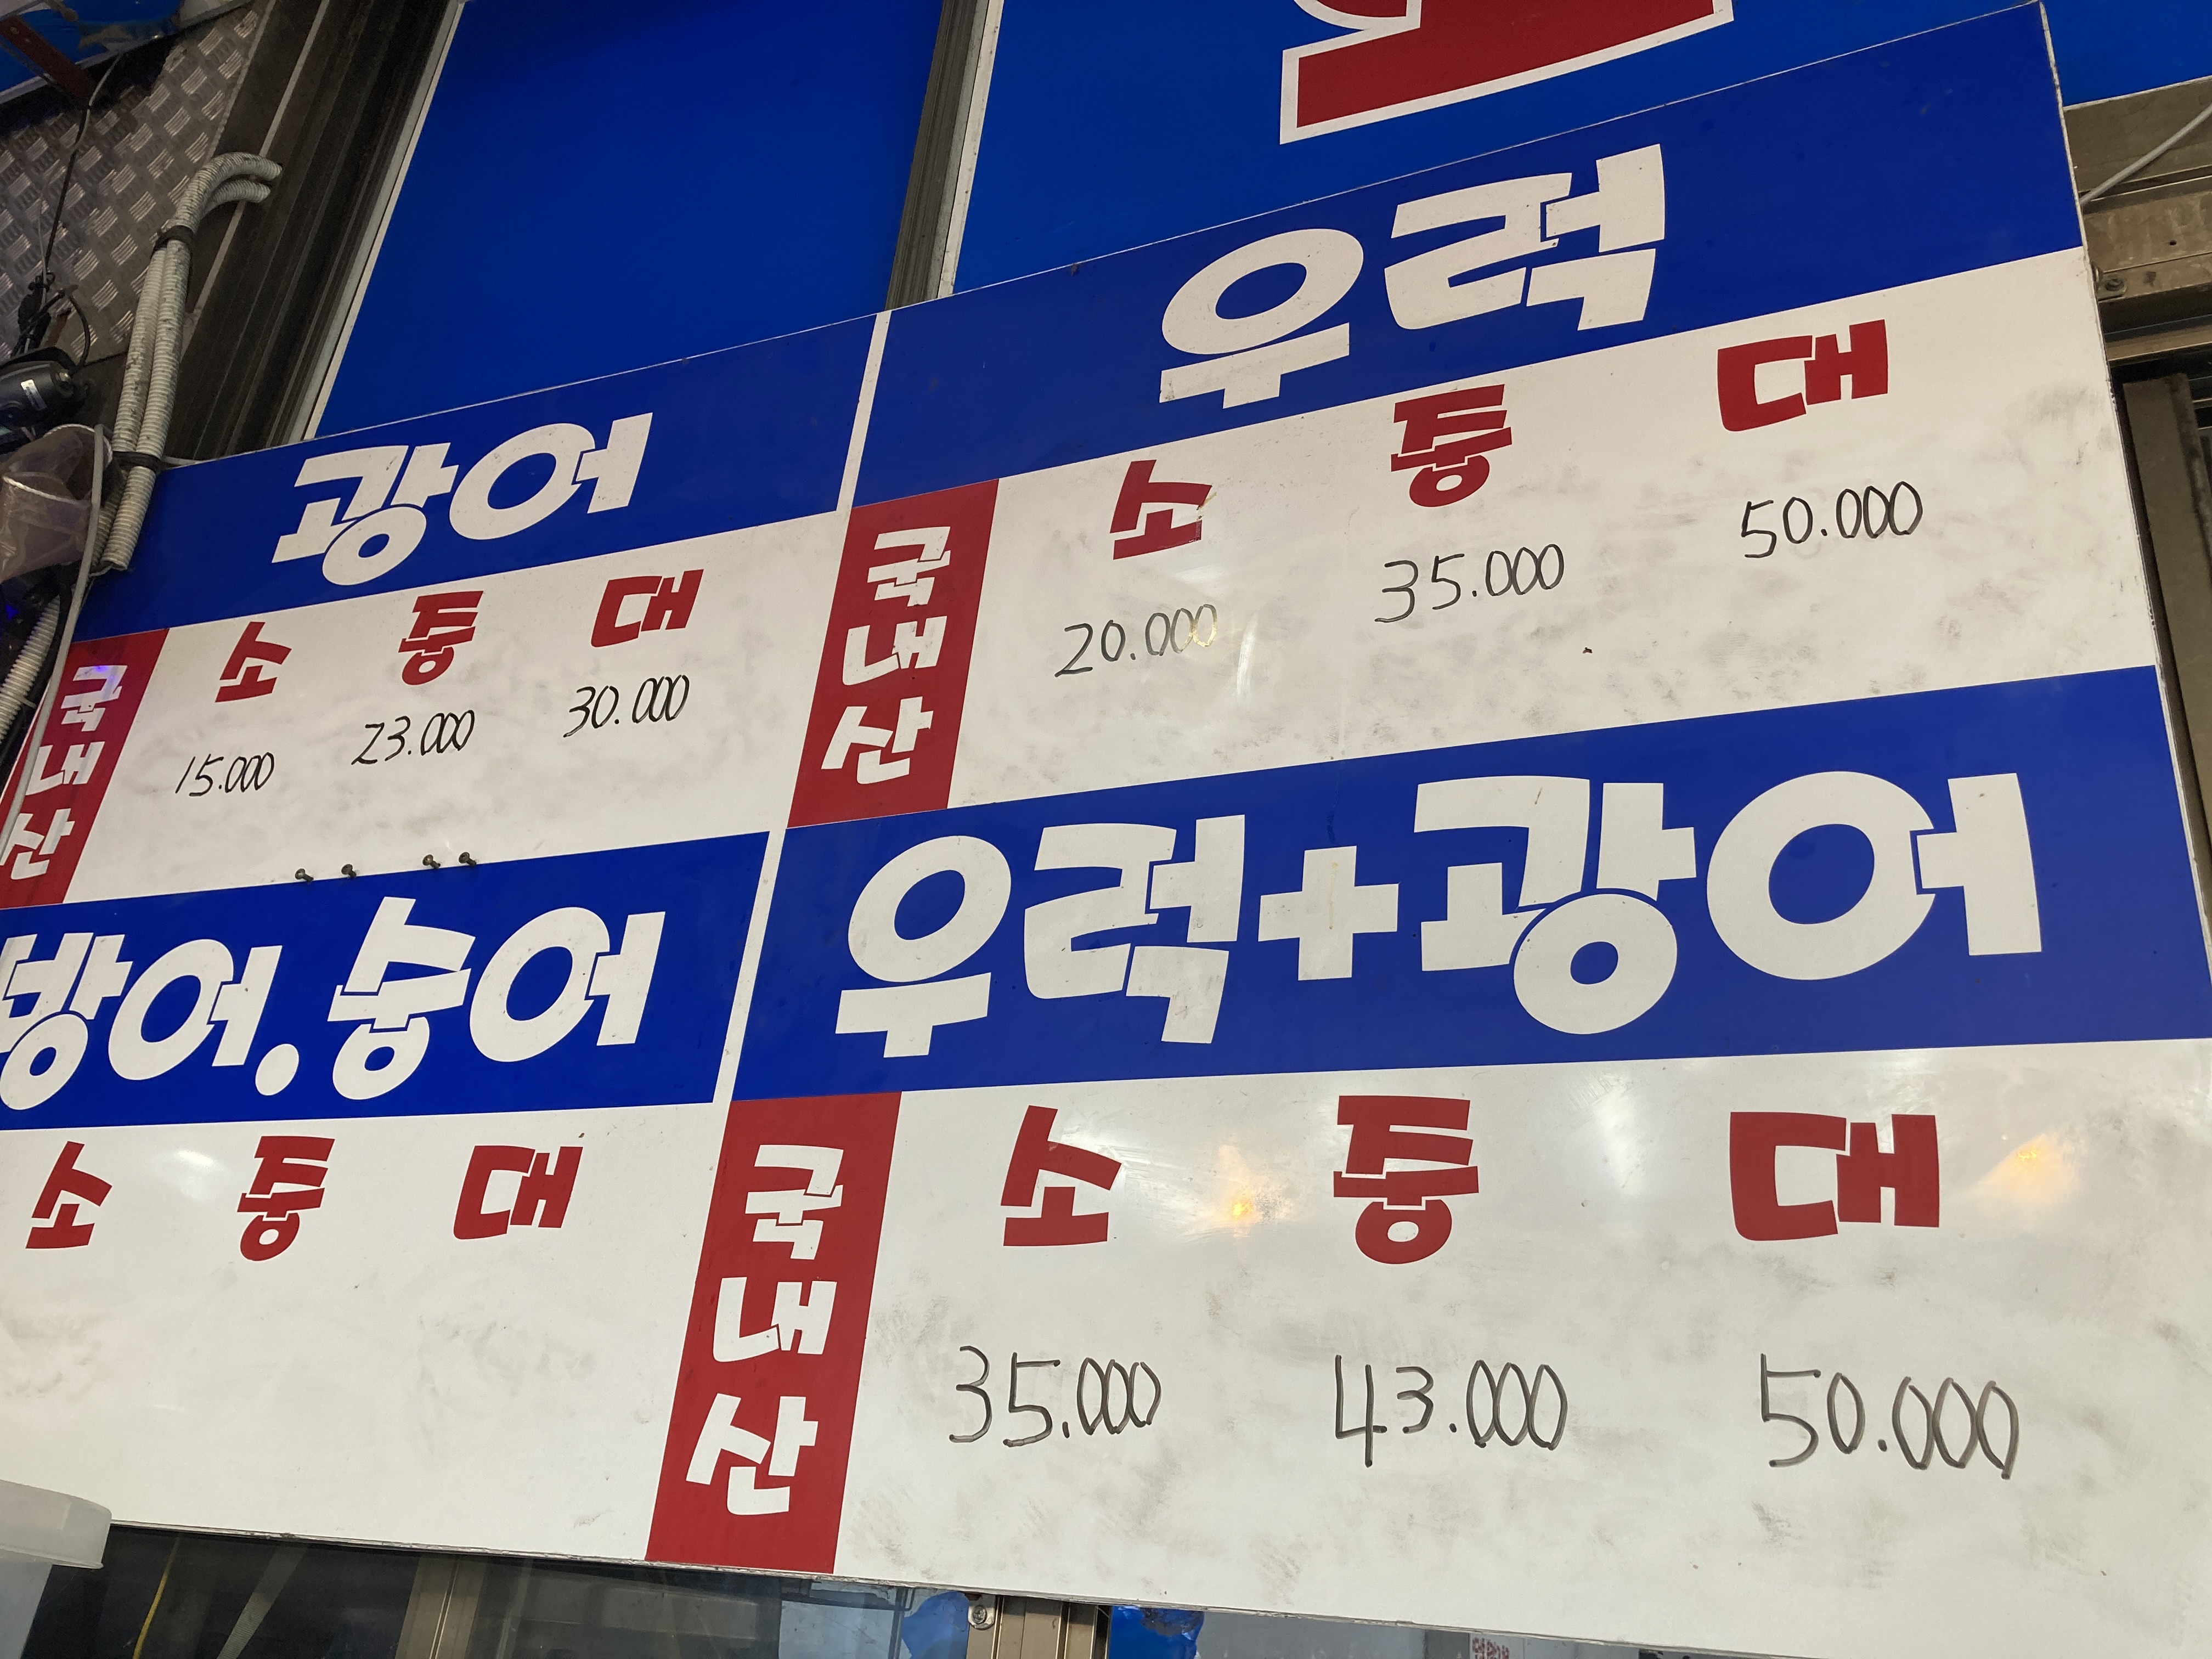 광어
국내산
소 중 대
15.000 23.000 30.000
우럭
국내산
소 중 대
20.000 35.000 50.000
방어.숭어
소 중 대
우럭+광어
국내산
소 중 대
35.000 43.000 50.000